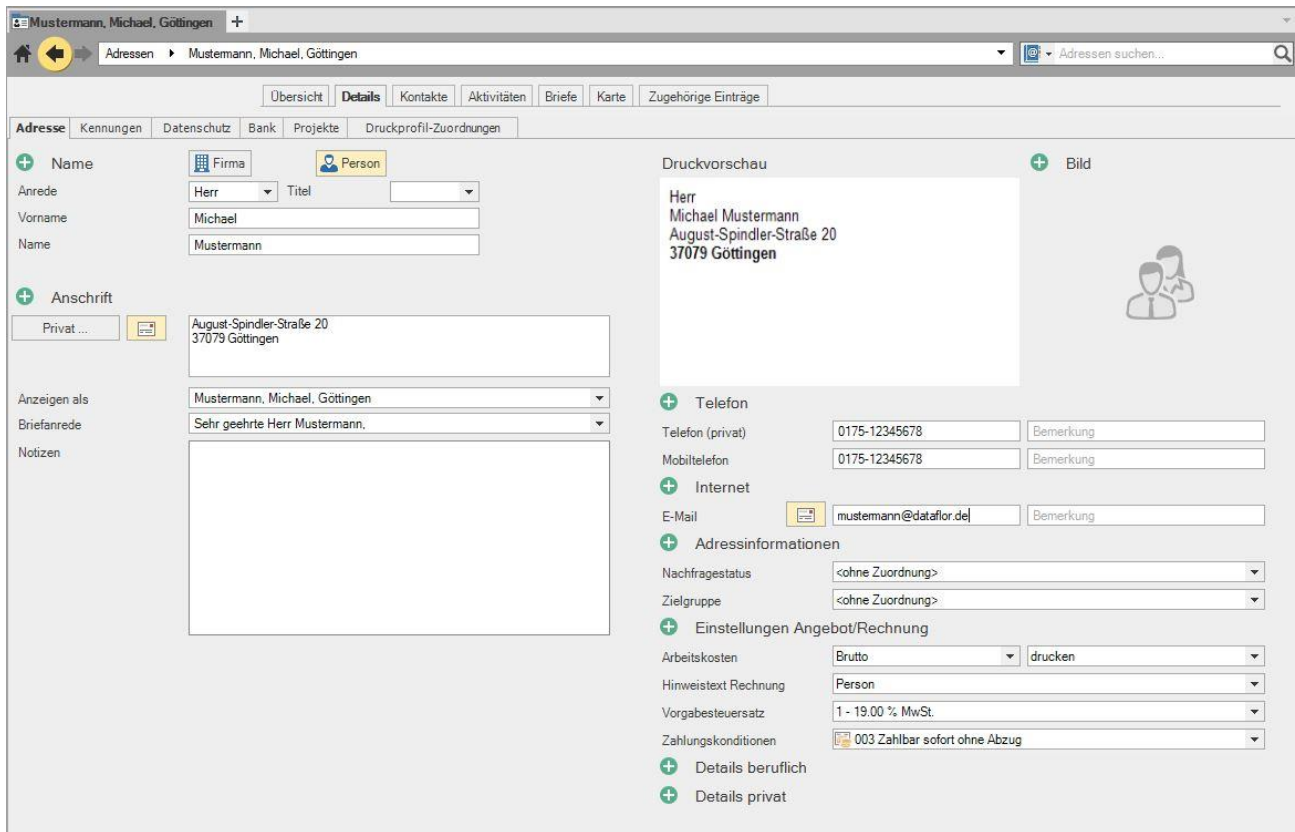 Mustermann, Michael, Göttingen +
Adressen Mustermann, Michael, Göttingen Adressen suchen...
Übersicht Details Kontakte Aktivitäten Briefe Karte Zugehörige Einträge
Adresse Kennungen Datenschutz Bank Projekte Druckprofil-Zuordnungen
Name Firma Person
Anrede Herr Titel
Vorname Michael
Name Mustermann
Anschrift
Privat ... August-Spindler-Straße 20
37079 Göttingen
Anzeigen als Mustermann, Michael, Göttingen
Briefanrede Sehr geehrte Herr Mustermann,
Notizen
Druckvorschau Bild
Herr
Michael Mustermann
August-Spindler-Straße 20
37079 Göttingen
Telefon
Telefon (privat) 0175-12345678 Bemerkung
Mobiltelefon 0175-12345678 Bemerkung
Internet
E-Mail mustermann@dataflor.de Bemerkung
Adressinformationen
Nachfragestatus <ohne Zuordnung>
Zielgruppe <ohne Zuordnung>
Einstellungen Angebot/Rechnung
Arbeitskosten Brutto drucken
Hinweistext Rechnung Person
Vorgabesteuersatz 1 - 19.00 % MwSt.
Zahlungskonditionen 003 Zahlbar sofort ohne Abzug
Details beruflich
Details privat